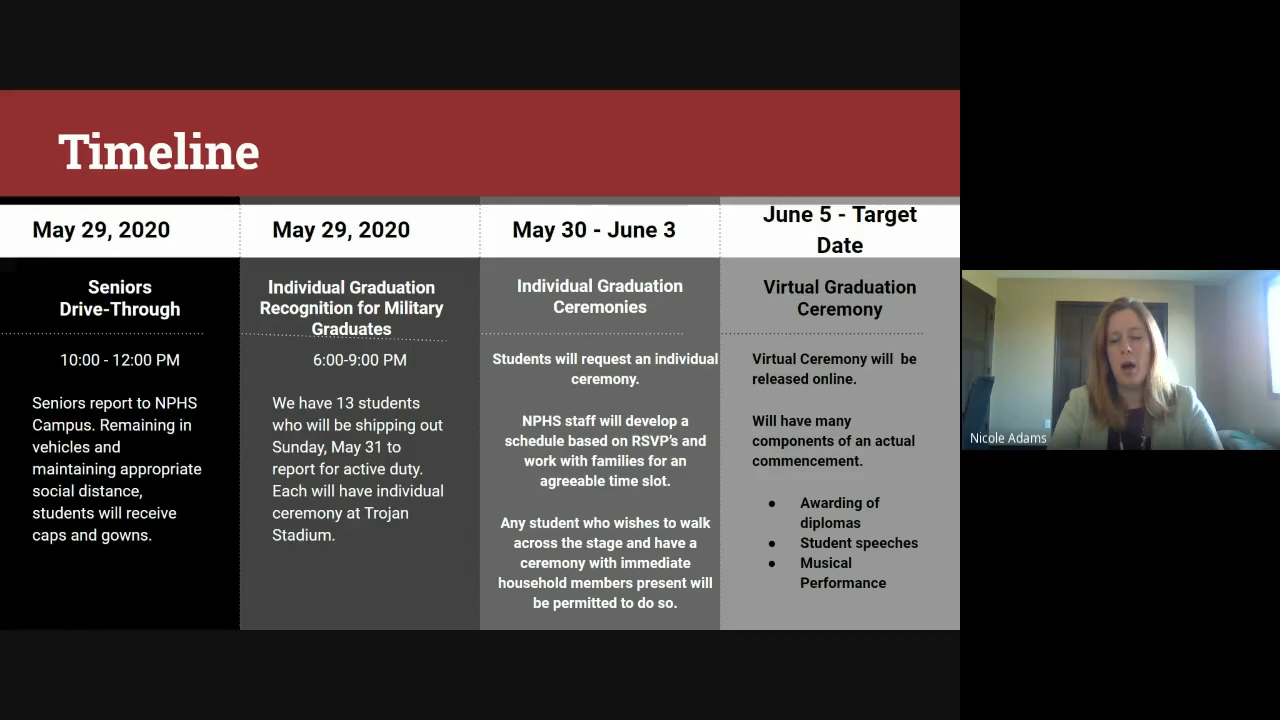 Timeline
May 29, 2020
Seniors
Drive-Through
10:00 - 12:00 PM
Seniors report to NPHS
Campus. Remaining in
vehicles and
maintaining appropriate
social distance,
students will receive
caps and gowns.
May 29, 2020
Individual Graduation
Recognition for Military
Graduates
6:00-9:00 PM
We have 13 students
who will be shipping out
Sunday, May 31 to
report for active duty.
Each will have individual
ceremony at Trojan
Stadium.
May 30 - June 3
Individual Graduation
Ceremonies
Students will request an individual
ceremony.
NPHS staff will develop a
schedule based on RSVP's and
work with families for an
agreeable time slot.
Any student who wishes to walk
across the stage and have a
ceremony with immediate
household members present will
be permitted to do so.
June 5 - Target
Date
Virtual Graduation
Ceremony
Virtual Ceremony will  be
released online.
Will have many
components of an actual
commencement.
● Awarding of
diplomas
● Student speeches
● Musical
Performance
Nicole Adams